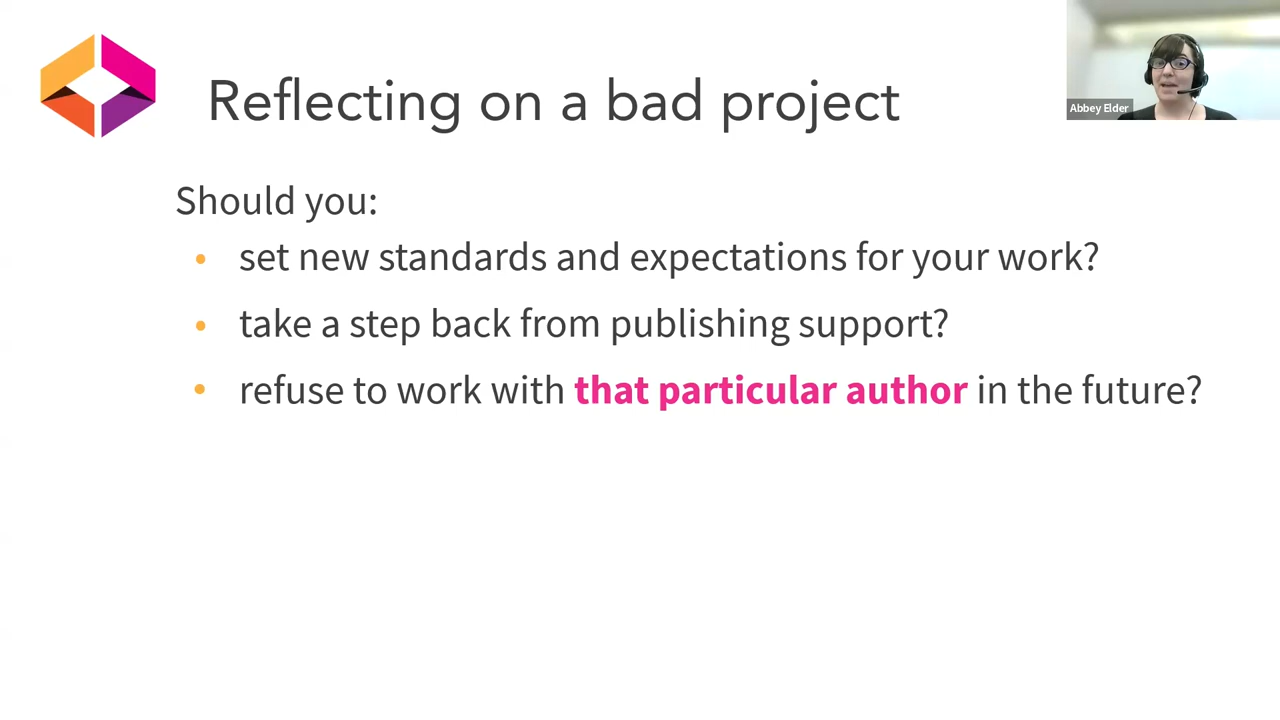 Reflecting on a bad project
Abbey Elder
Should you:
• set new standards and expectations for your work?
• take a step back from publishing support?
• refuse to work with that particular author in the future?